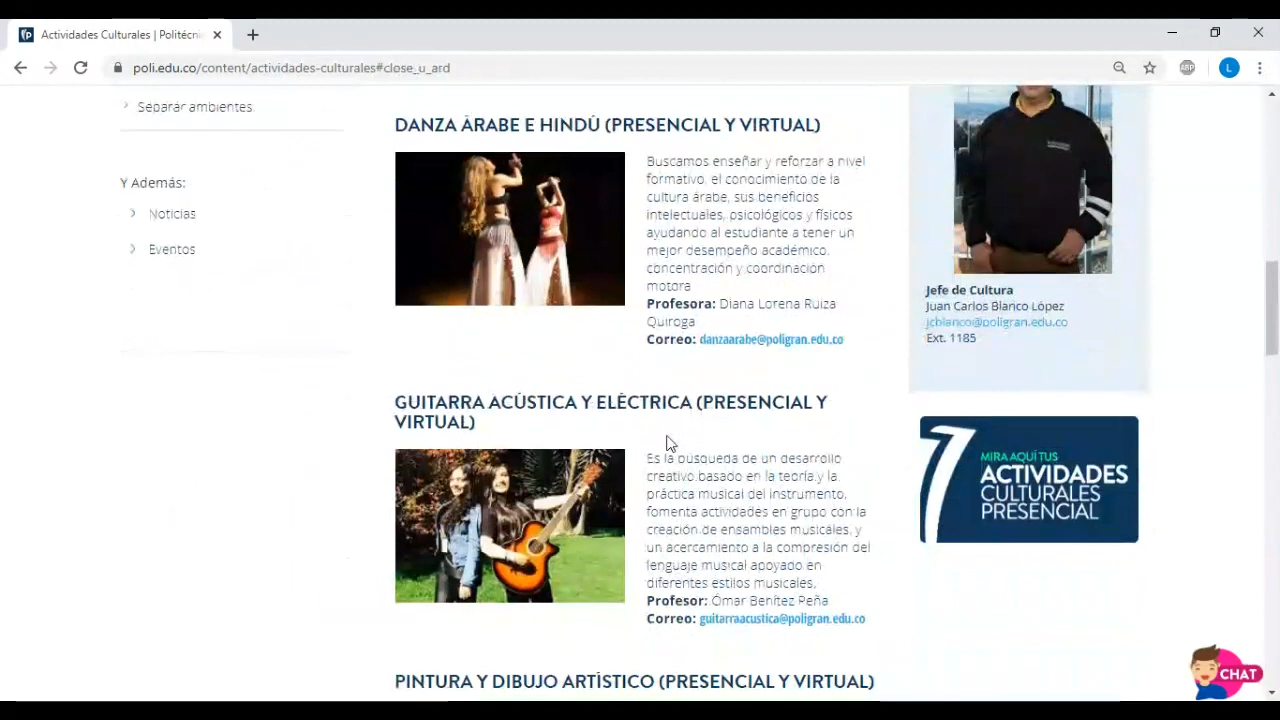 Actividades Culturales | Politécni
poli.edu.co/content/actividades-culturales#close_u_ard
ABP
L
Separar ambientes
Y Además:
Noticias
Eventos
DANZA ÁRABE E HINDÚ (PRESENCIAL Y VIRTUAL)
Buscamos enseñar y reforzar a nivel
formativo, el conocimiento de la
cultura árabe, sus beneficios
intelectuales, psicológicos y físicos
ayudando al estudiante a tener un
mejor desempeño académico,
concentración y coordinación
motora
Profesora: Diana Lorena Ruiza
Quiroga
Correo: danzaarabe@poligran.edu.co
GUITARRA ACÚSTICA Y ELÉCTRICA (PRESENCIAL Y
VIRTUAL)
Es la búsqueda de un desarrollo
creativo basado en la teoría y la
práctica musical del instrumento,
fomenta actividades en grupo con la
creación de ensambles musicales, y
un acercamiento a la compresión del
lenguaje musical apoyado en
diferentes estilos musicales.
Profesor: Ómar Benítez Peña
Correo: guitarraacustica@poligran.edu.co
PINTURA Y DIBUJO ARTÍSTICO (PRESENCIAL Y VIRTUAL)
Jefe de Cultura
Juan Carlos Blanco López
jcblanco@poligran.edu.co
Ext. 1185
MIRA AQUÍ TUS
ACTIVIDADES
CULTURALES
PRESENCIAL
CHAT